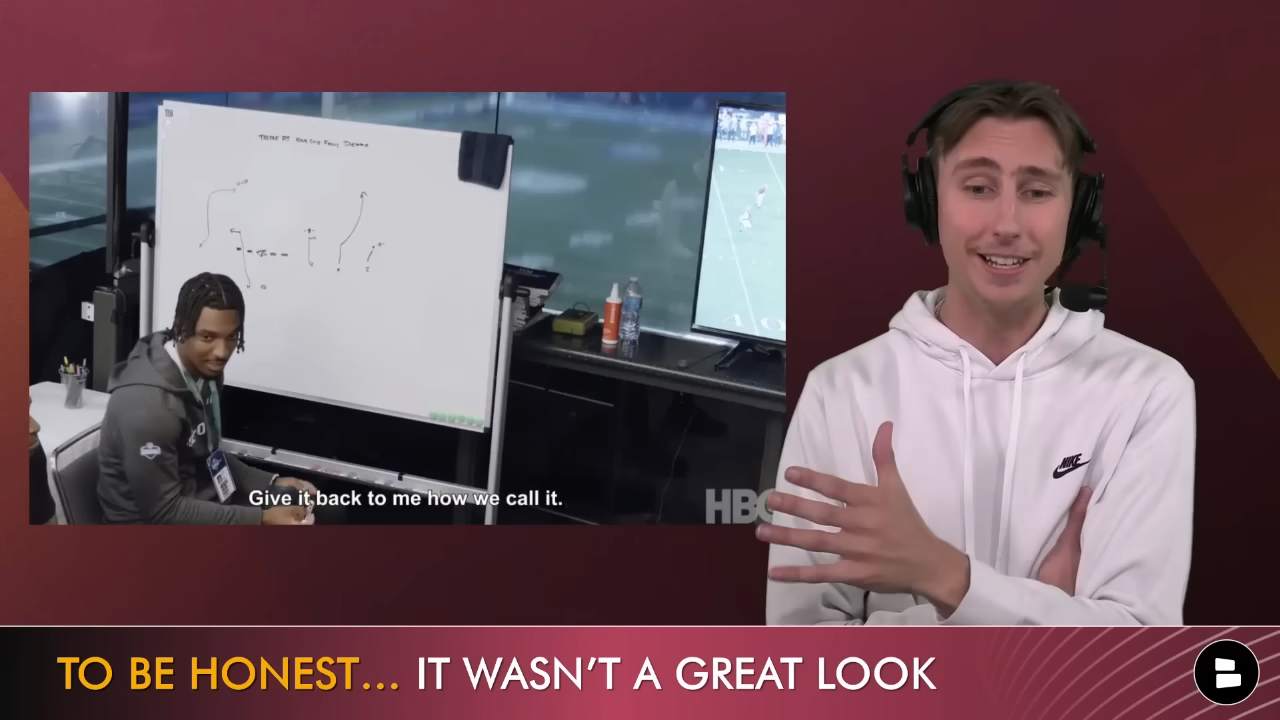 Give it back to me how we call it.
HBO
NIKE
TO BE HONEST... IT WASN'T A GREAT LOOK